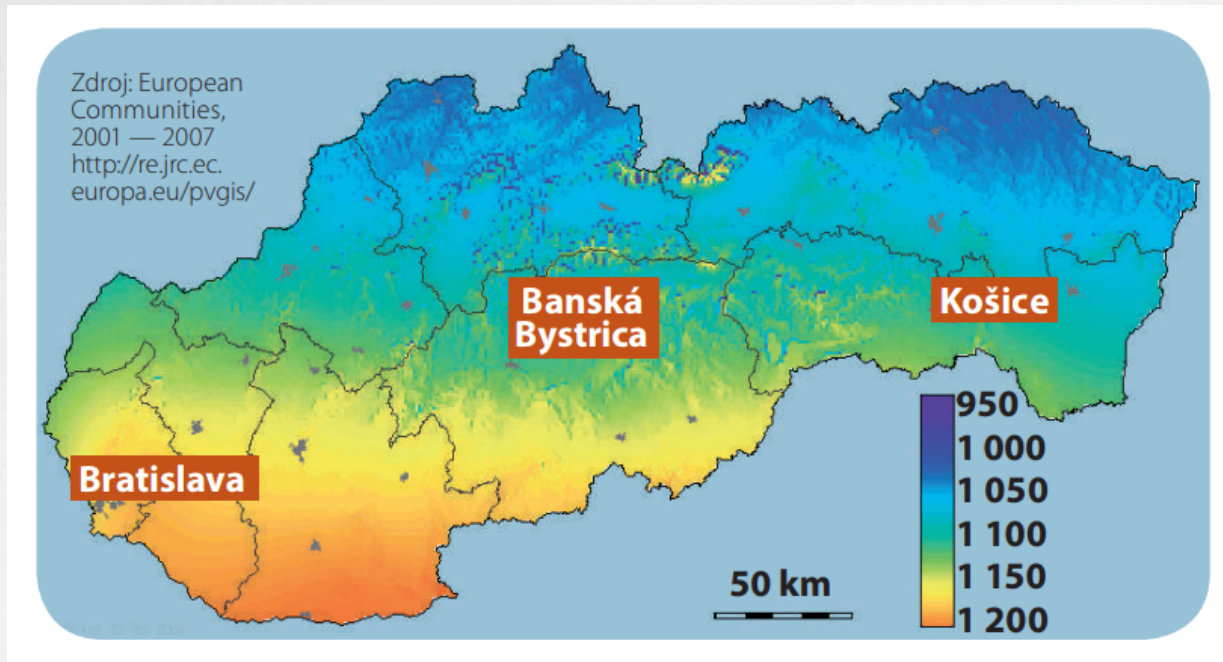 Zdroj: European
Communities,
2001 — 2007
http://re.jrc.ec.
europa.eu/pvgis/
Banská
Bystrica
Košice
Bratislava
950
1 000
1 050
1 100
1 150
1 200
50 km